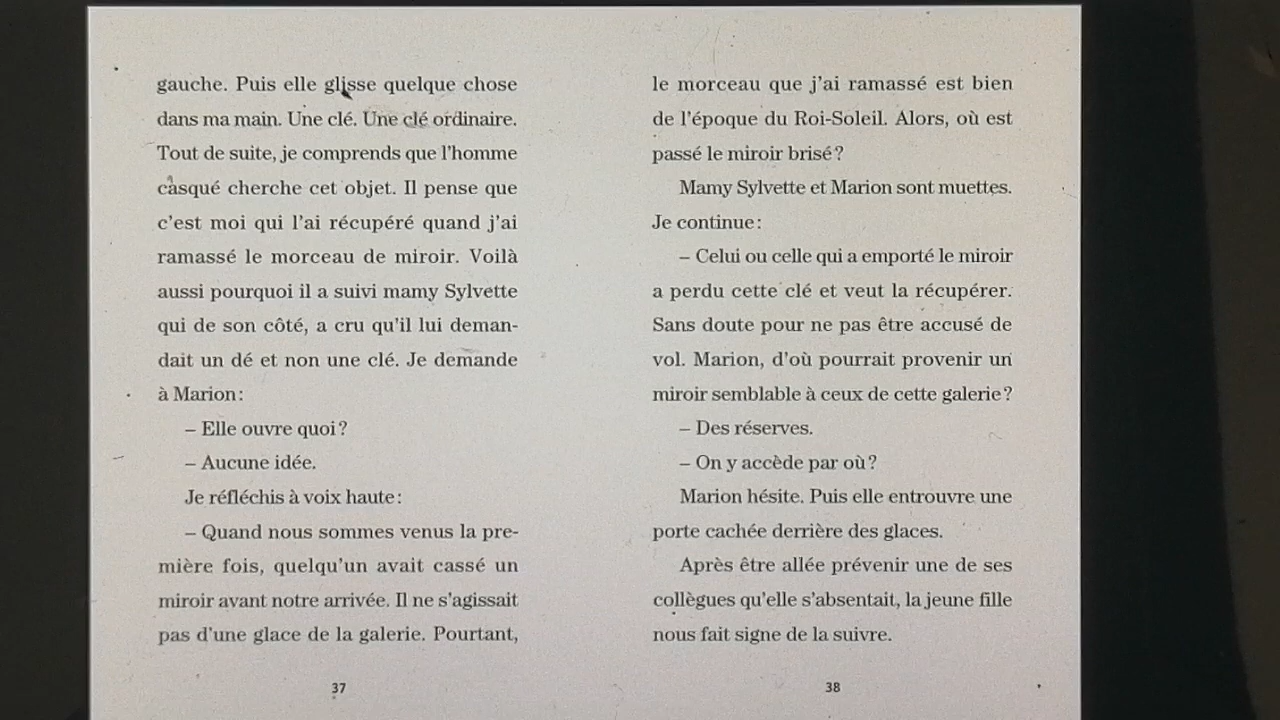 gauche. Puis elle glisse quelque chose
dans ma main. Une clé. Une clé ordinaire.
Tout de suite, je comprends que l'homme
casqué cherche cet objet. Il pense que
c'est moi qui l'ai récupéré quand j'ai
ramassé le morceau de miroir. Voilà
aussi pourquoi il a suivi mamy Sylvette
qui de son côté, a cru qu'il lui deman-
dait un dé et non une clé. Je demande
à Marion :
– Elle ouvre quoi ?
– Aucune idée.
Je réfléchis à voix haute :
– Quand nous sommes venus la pre-
mière fois, quelqu'un avait cassé un
miroir avant notre arrivée. Il ne s'agissait
pas d'une glace de la galerie. Pourtant,
37
le morceau que j'ai ramassé est bien
de l'époque du Roi-Soleil. Alors, où est
passé le miroir brisé ?
Mamy Sylvette et Marion sont muettes.
Je continue :
– Celui ou celle qui a emporté le miroir
a perdu cette clé et veut la récupérer.
Sans doute pour ne pas être accusé de
vol. Marion, d'où pourrait provenir un
miroir semblable à ceux de cette galerie ?
– Des réserves.
– On y accède par où ?
Marion hésite. Puis elle entrouvre une
porte cachée derrière des glaces.
Après être allée prévenir une de ses
collègues qu'elle s'absentait, la jeune fille
nous fait signe de la suivre.
38